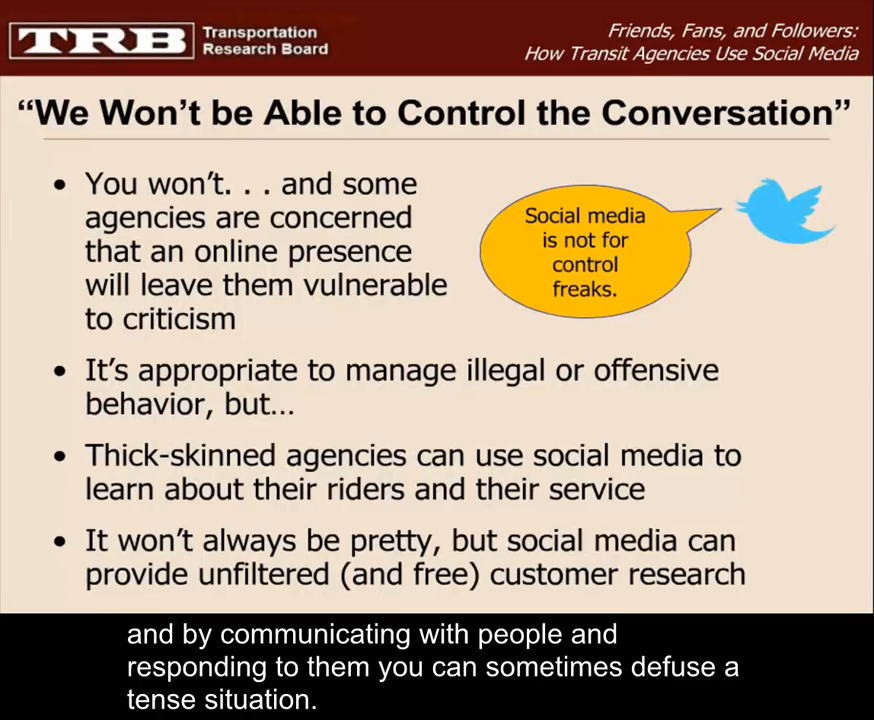 TRB Transportation
Research Board
Friends, Fans, and Followers:
How Transit Agencies Use Social Media
“We Won’t be Able to Control the Conversation”
• You won’t. . . and some
agencies are concerned
that an online presence
will leave them vulnerable
to criticism
Social media
is not for
control
freaks.
• It’s appropriate to manage illegal or offensive
behavior, but...
• Thick-skinned agencies can use social media to
learn about their riders and their service
• It won’t always be pretty, but social media can
provide unfiltered (and free) customer research
and by communicating with people and
responding to them you can sometimes defuse a
tense situation.